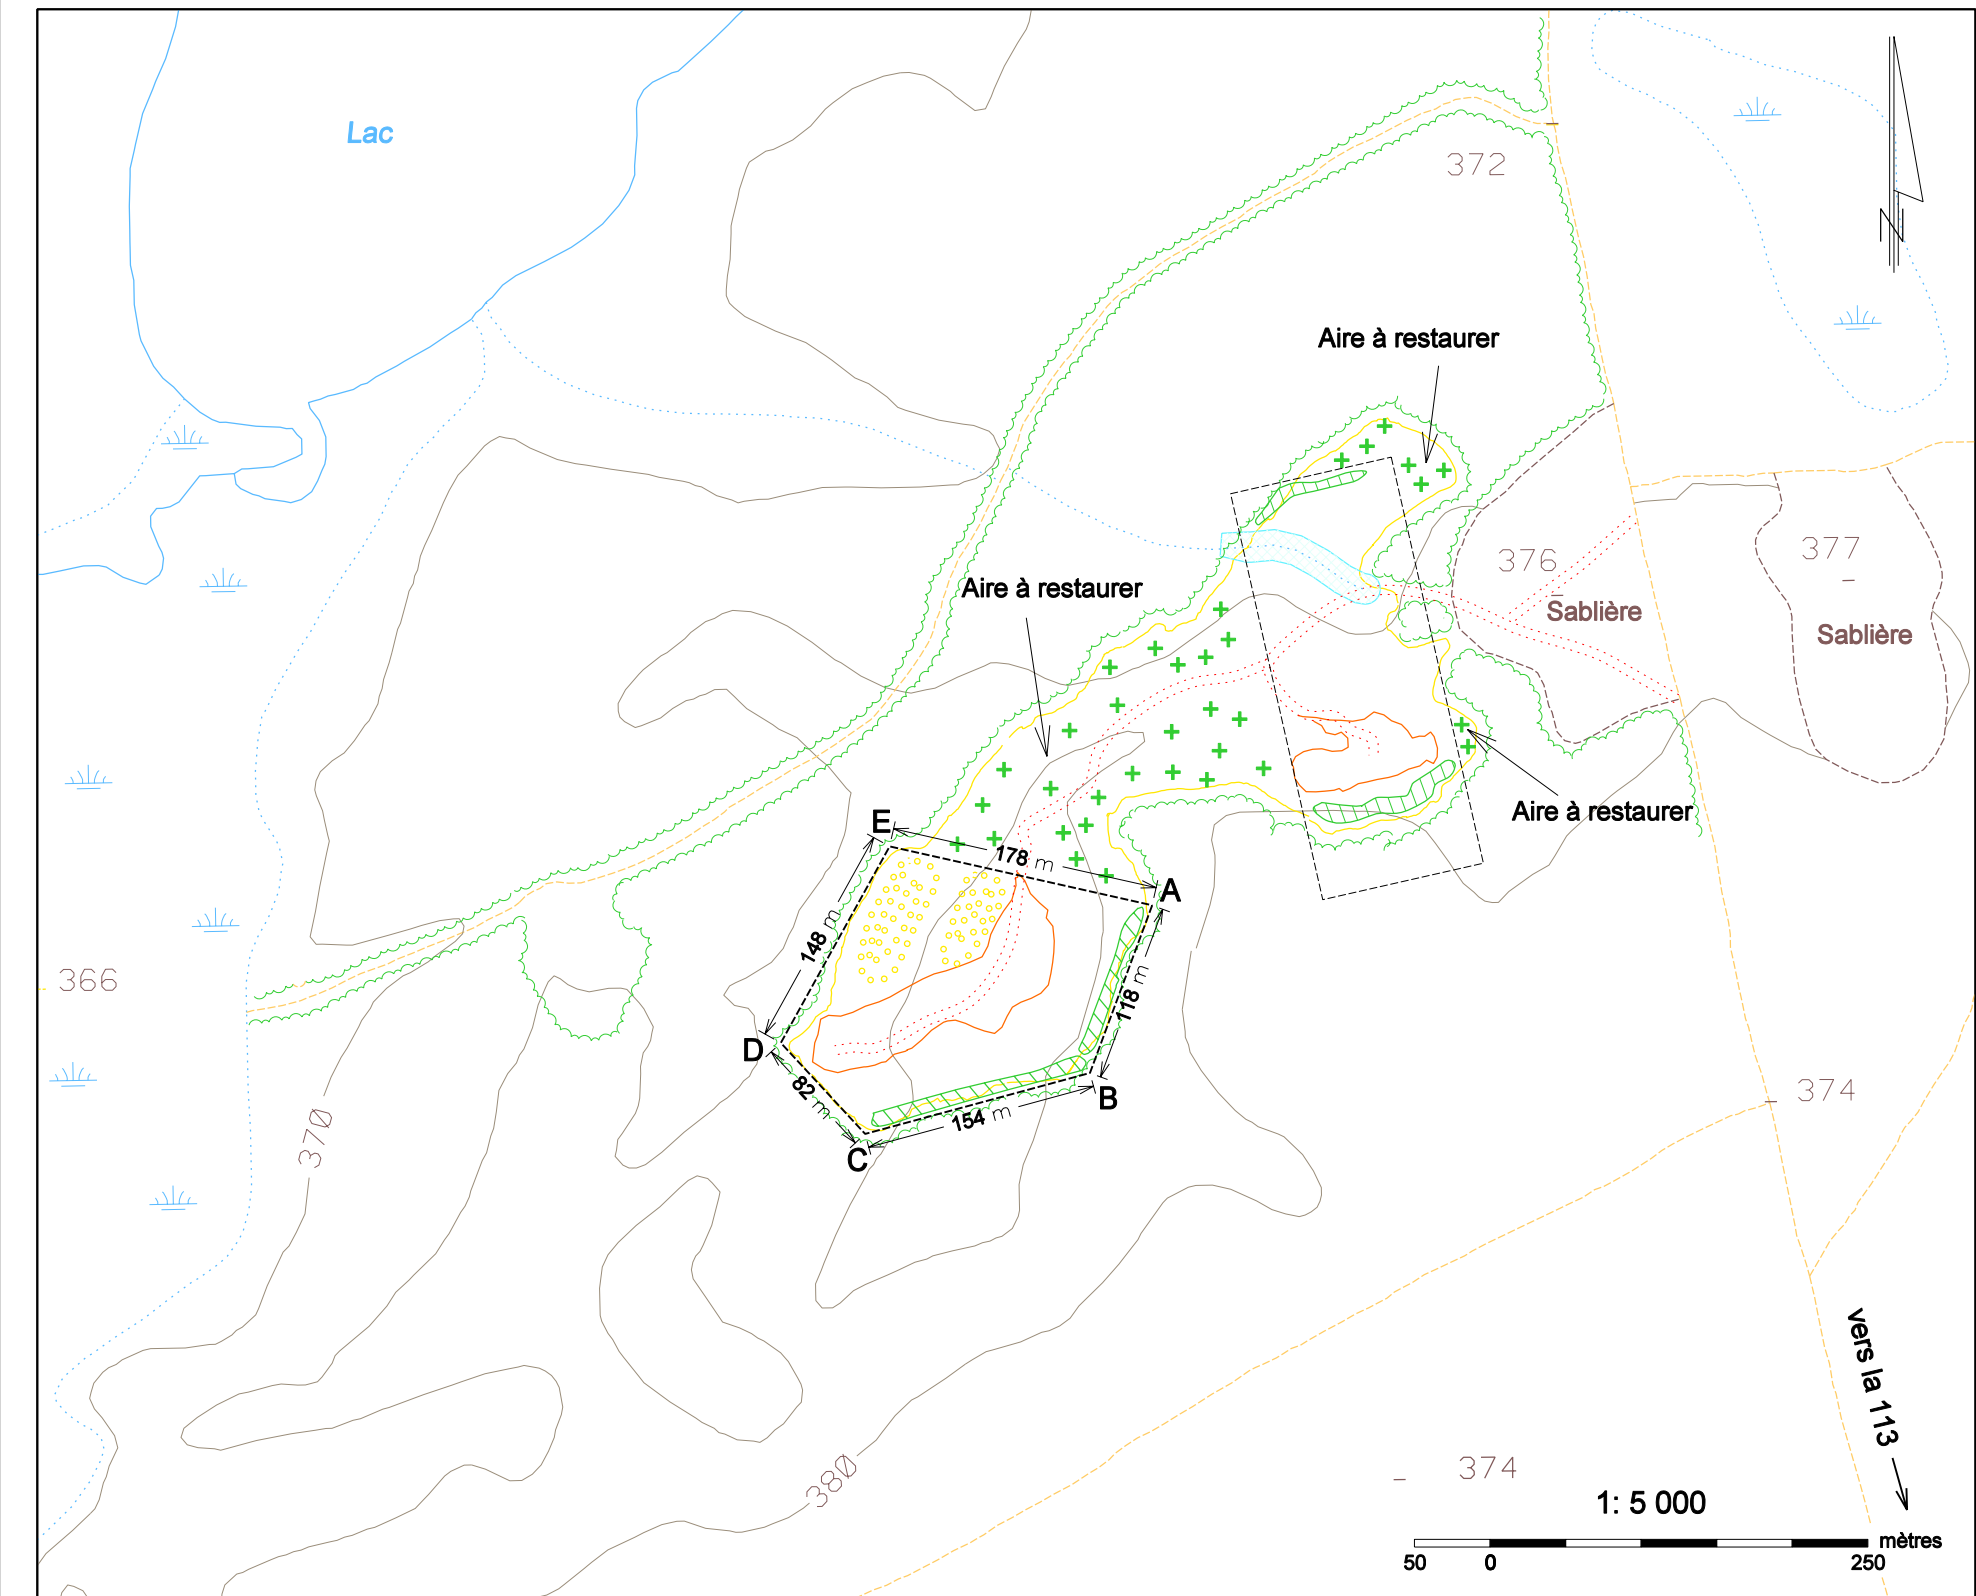 Lac
372
N
Aire à restaurer
376
377
Aire à restaurer
Sablière
Sablière
Aire à restaurer
E
178 m
A
148 m
366
118 m
D
82 m
B
154 m
C
374
370
vers la 113
380
374
1: 5 000
mètres
50 0 250